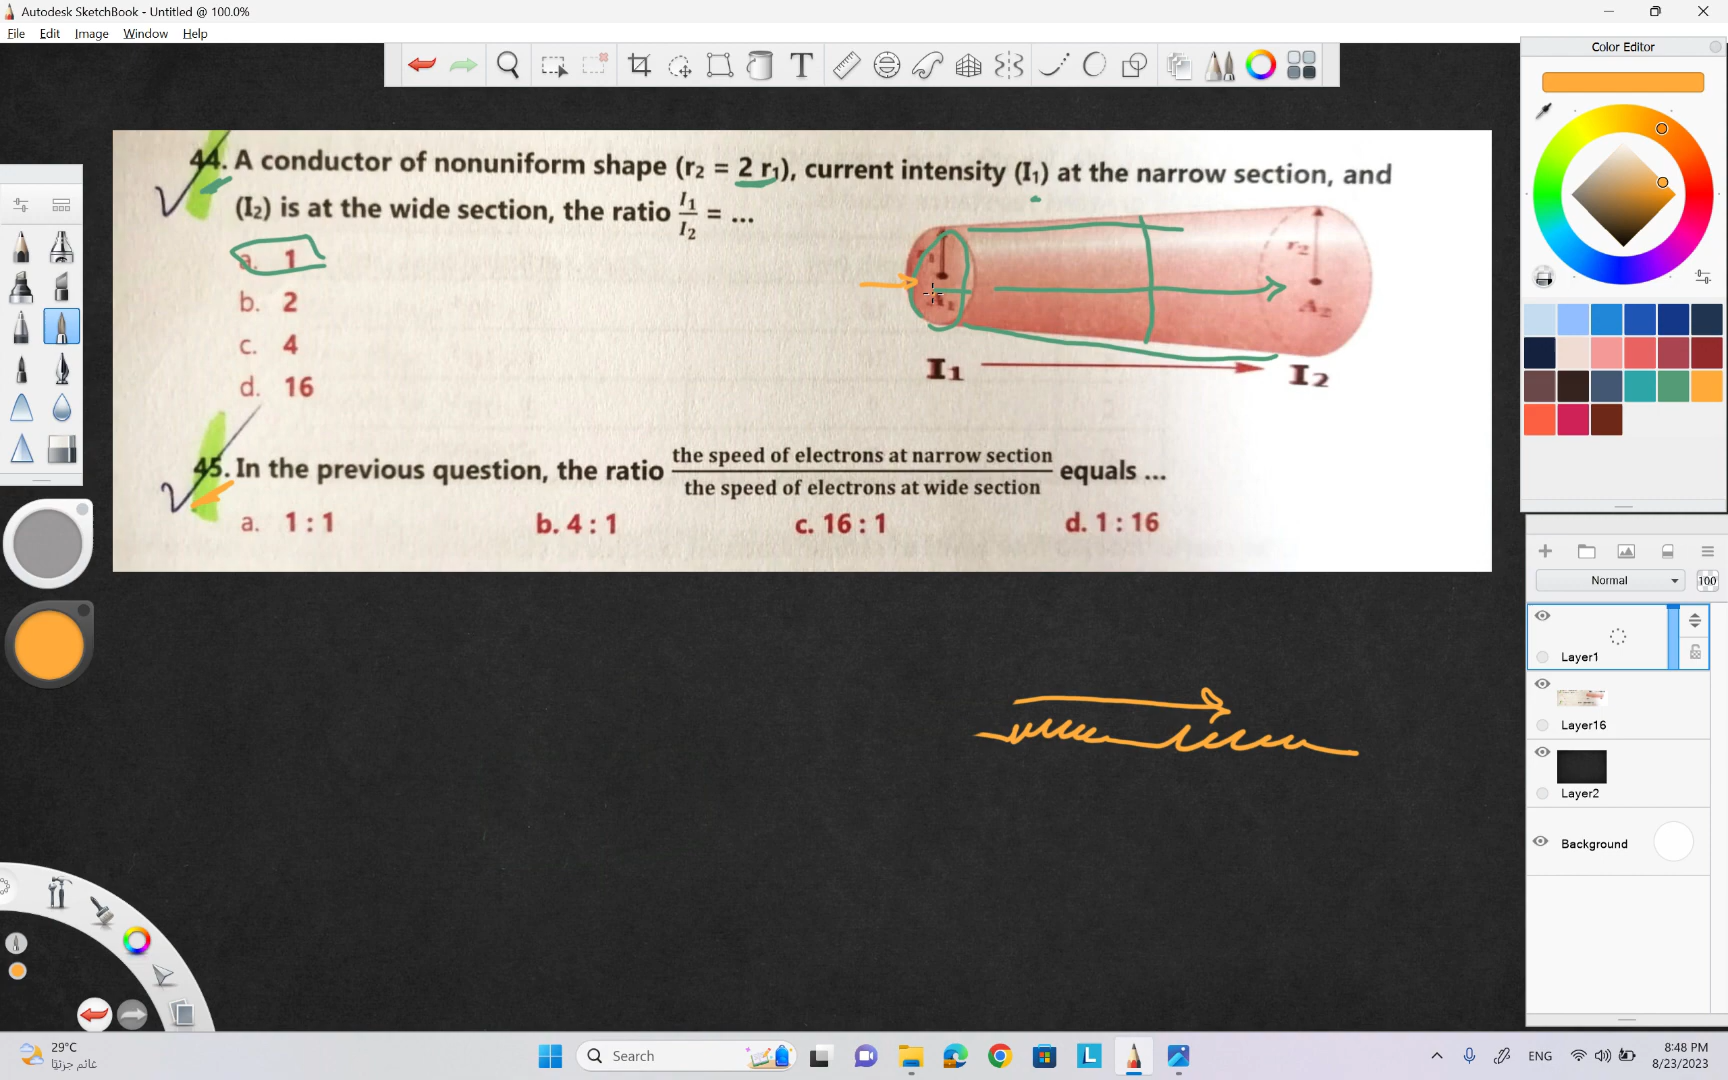 Autodesk SketchBook - Untitled @ 100.0%
File Edit Image Window Help
Color Editor
44. A conductor of nonuniform shape (r₂ = 2 r₁), current intensity (I₁) at the narrow section, and
(I₂) is at the wide section, the ratio I₁/I₂ = ...
a. 1
b. 2
c. 4
d. 16
r₂
A₂
I₁
I₂
45. In the previous question, the ratio the speed of electrons at narrow section / the speed of electrons at wide section equals ...
a. 1 : 1 b. 4 : 1 c. 16 : 1 d. 1 : 16
Normal
100
Layer1
Layer16
Layer2
Background
29°C
غائم جزئيًا
Search
L
ENG
8:48 PM
8/23/2023